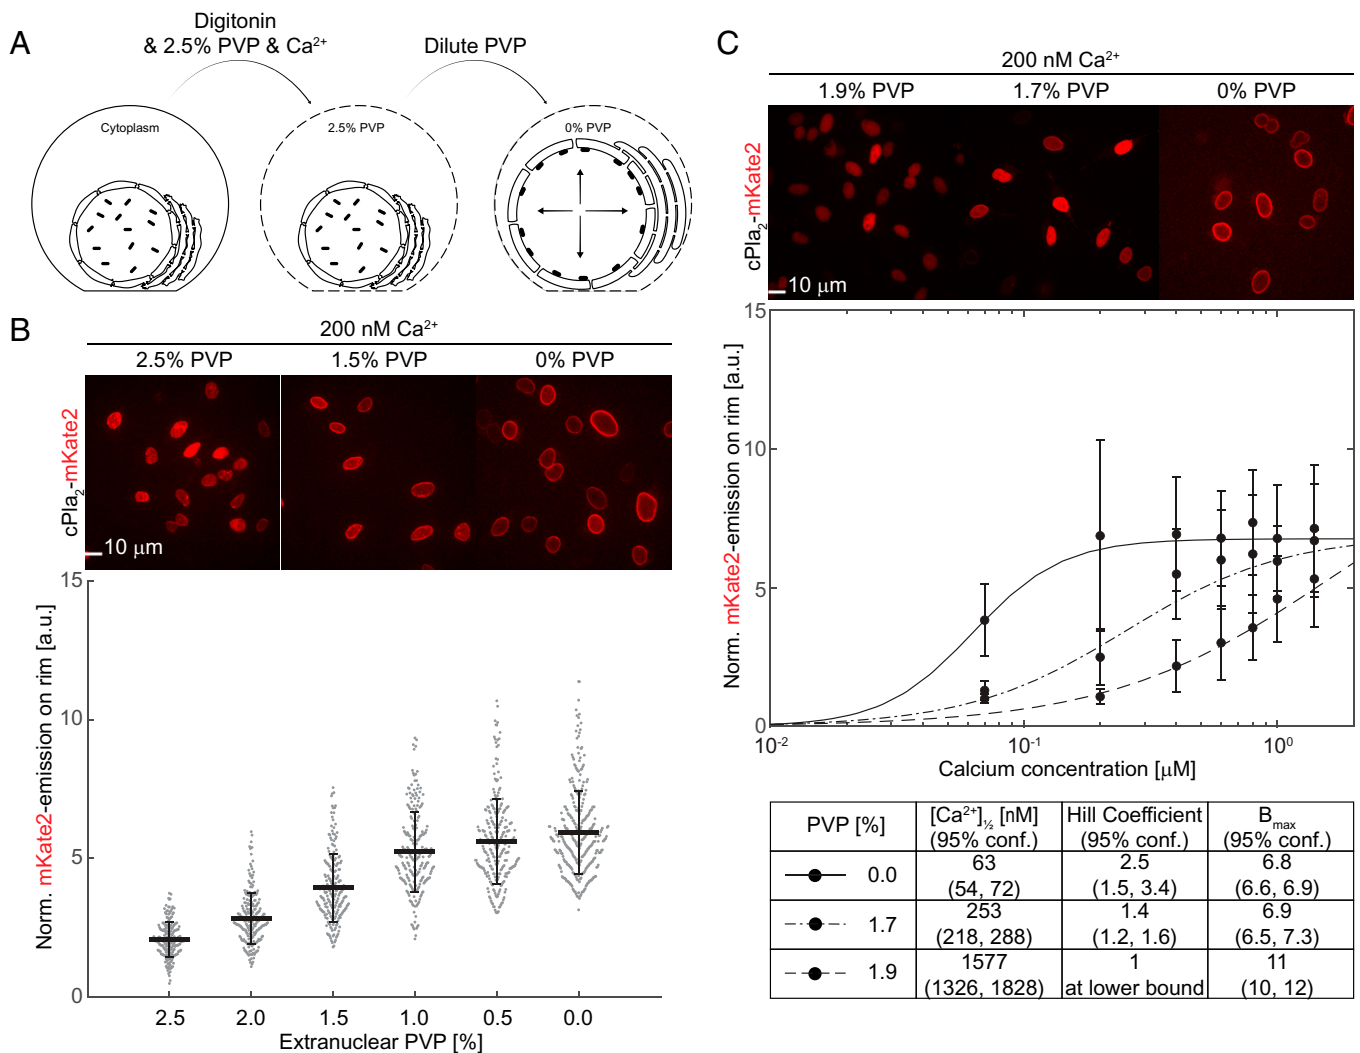 A
Digitonin
& 2.5% PVP & Ca²⁺
Dilute PVP
Cytoplasm
2.5% PVP
0% PVP
B
200 nM Ca²⁺
2.5% PVP 1.5% PVP 0% PVP
cPla₂-mKate2
10 μm
Norm. mKate2-emission on rim [a.u.]
15
10
5
0
2.5 2.0 1.5 1.0 0.5 0.0
Extranuclear PVP [%]
C
200 nM Ca²⁺
1.9% PVP 1.7% PVP 0% PVP
cPla₂-mKate2
10 μm
Norm. mKate2-emission on rim [a.u.]
15
10
5
0
10⁻² 10⁻¹ 10⁰
Calcium concentration [μM]
PVP [%] [Ca²⁺]½ [nM] Hill Coefficient Bmax
(95% conf.) (95% conf.) (95% conf.)
0.0 63 2.5 6.8
(54, 72) (1.5, 3.4) (6.6, 6.9)
1.7 253 1.4 6.9
(218, 288) (1.2, 1.6) (6.5, 7.3)
1.9 1577 1 11
(1326, 1828) at lower bound (10, 12)